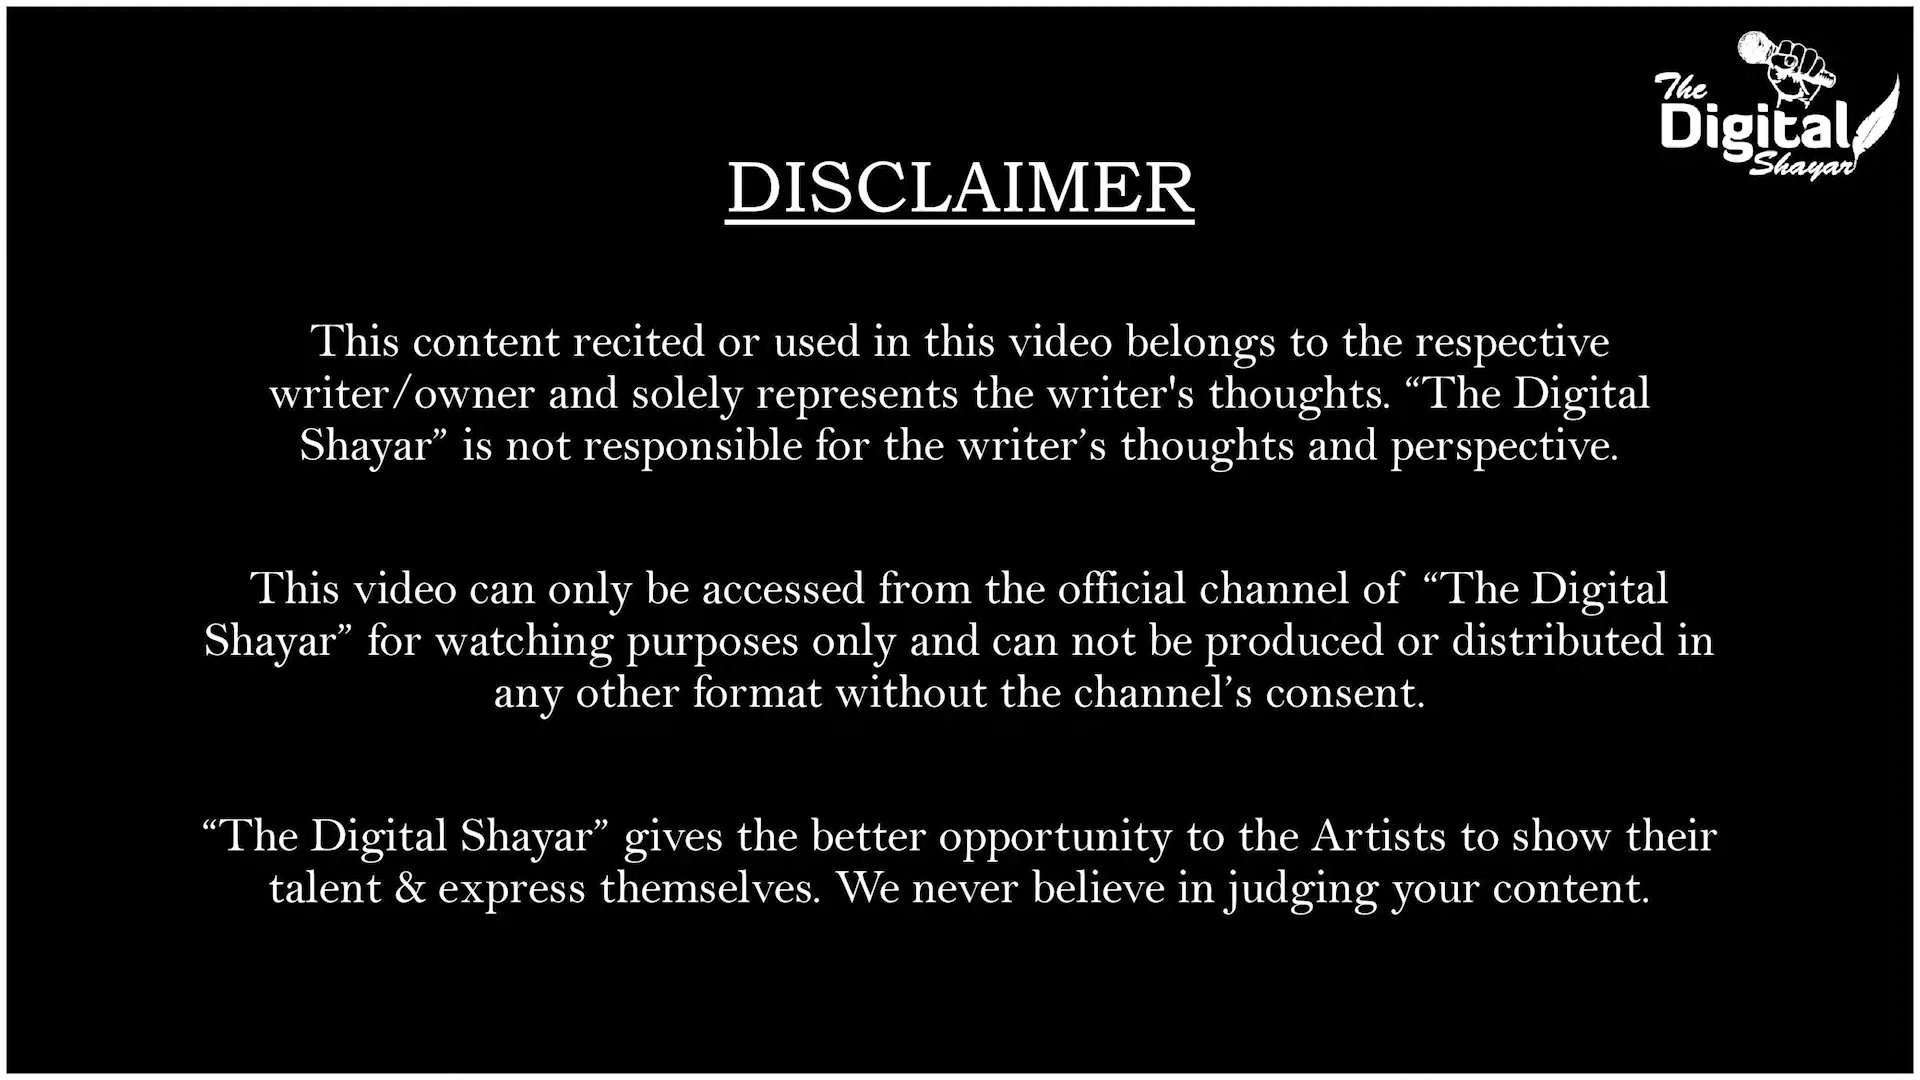 The
Digital
Shayar
DISCLAIMER
This content recited or used in this video belongs to the respective
writer/owner and solely represents the writer's thoughts. “The Digital
Shayar” is not responsible for the writer’s thoughts and perspective.
This video can only be accessed from the official channel of “The Digital
Shayar” for watching purposes only and can not be produced or distributed in
any other format without the channel’s consent.
“The Digital Shayar” gives the better opportunity to the Artists to show their
talent & express themselves. We never believe in judging your content.